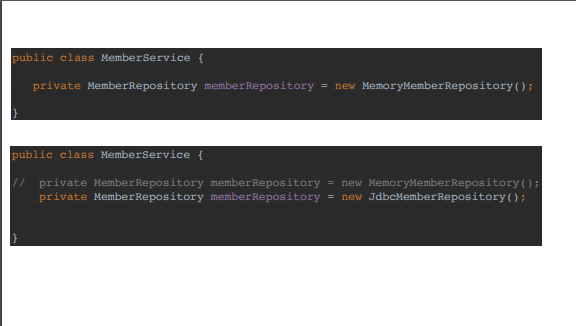 public class MemberService {
private MemberRepository memberRepository = new MemoryMemberRepository();
}
public class MemberService {
// private MemberRepository memberRepository = new MemoryMemberRepository();
private MemberRepository memberRepository = new JdbcMemberRepository();
}